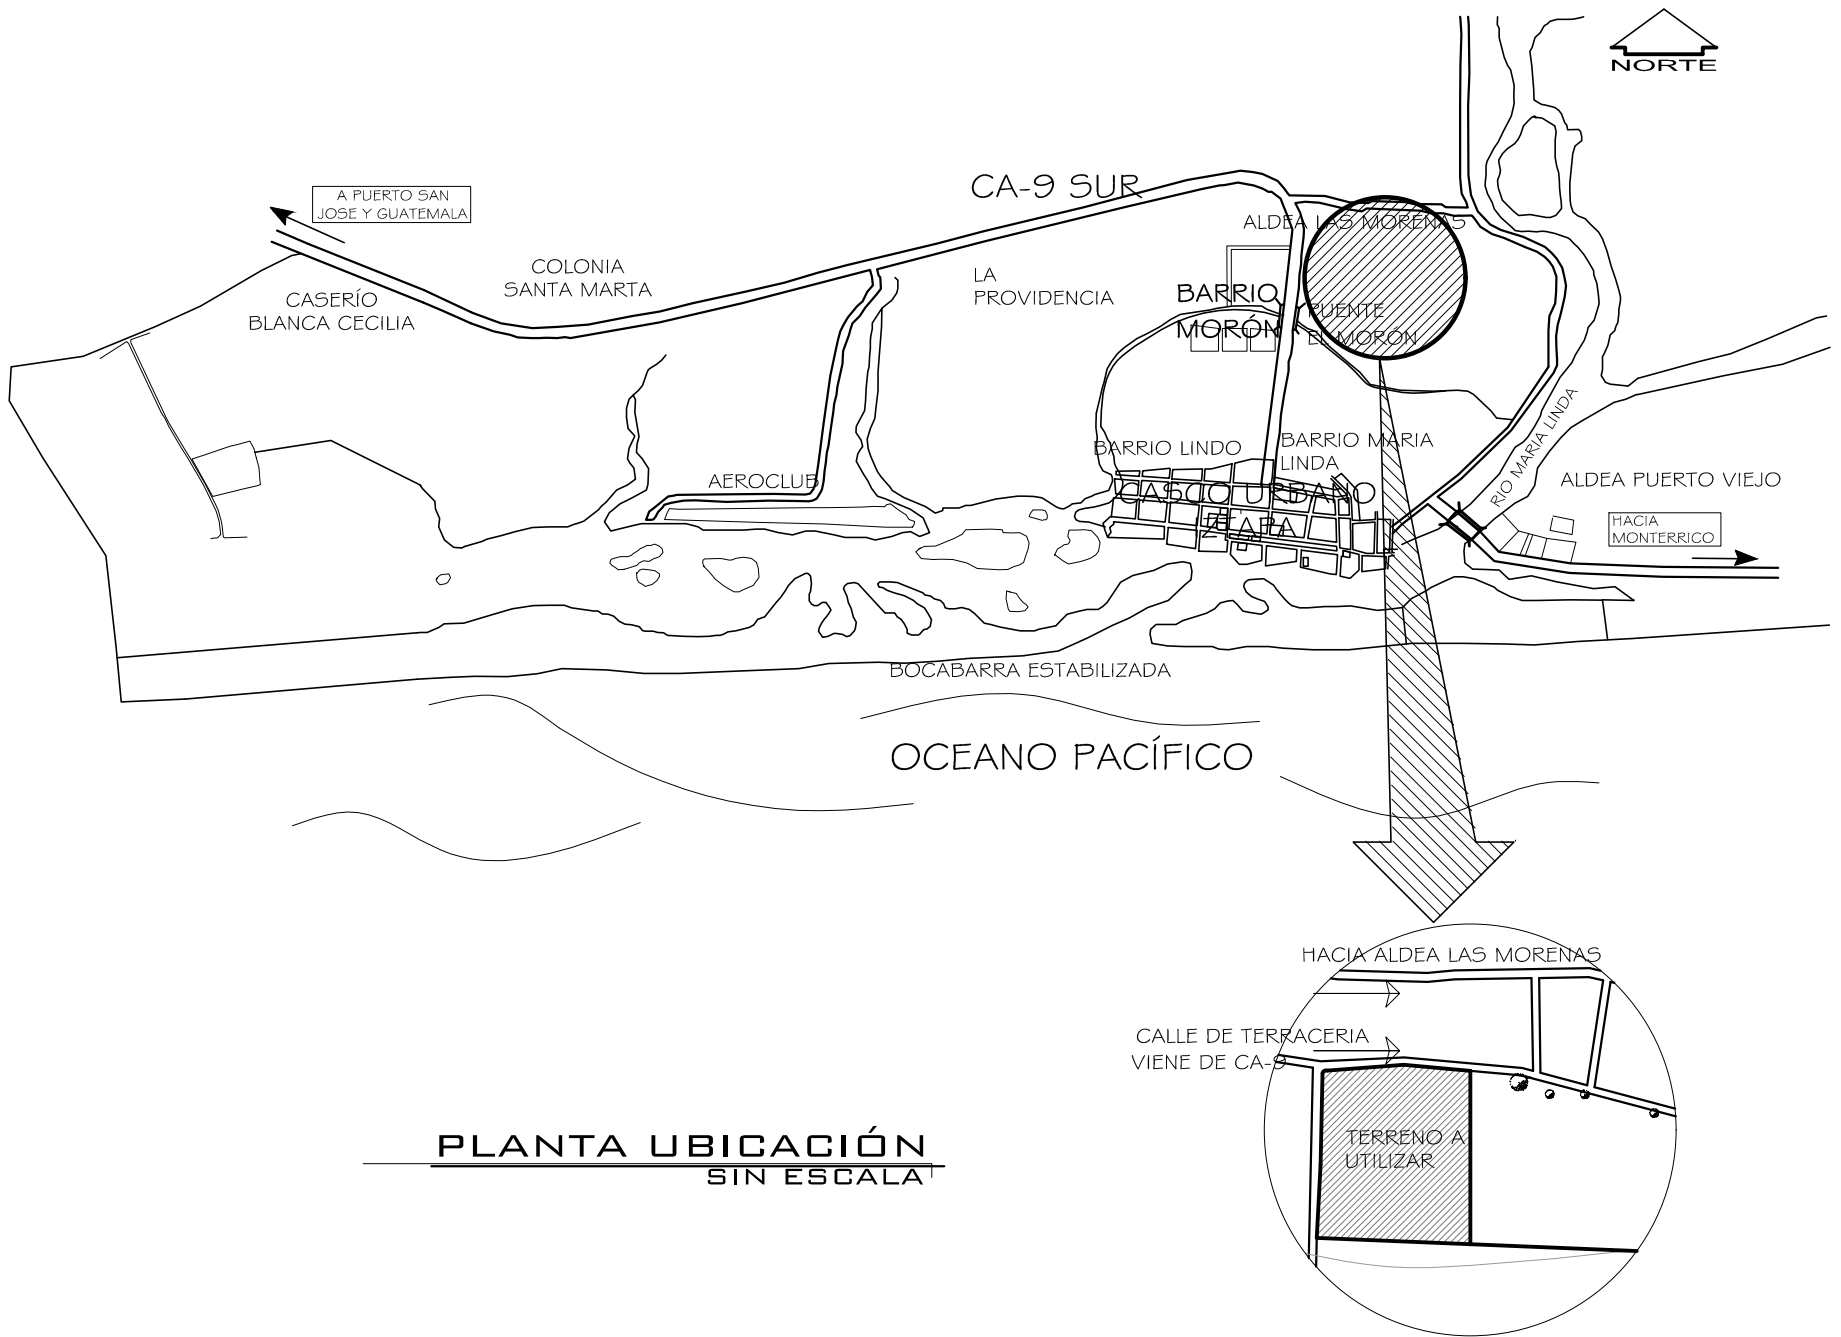 NORTE
A PUERTO SAN
JOSE Y GUATEMALA
CA-9 SUR
ALDEA LAS MORENAS
COLONIA
SANTA MARTA
LA
PROVIDENCIA
CASERÍO
BLANCA CECILIA
BARRIO
MORÓN
PUENTE
EL MORÓN
RIO MARIA LINDA
BARRIO LINDO
BARRIO MARIA
LINDA
AEROCLUB
CASCO URBANO
IZTAPA
ALDEA PUERTO VIEJO
HACIA
MONTERRICO
BOCABARRA ESTABILIZADA
OCEANO PACÍFICO
HACIA ALDEA LAS MORENAS
CALLE DE TERRACERIA
VIENE DE CA-9
TERRENO A
UTILIZAR
PLANTA UBICACIÓN
SIN ESCALA